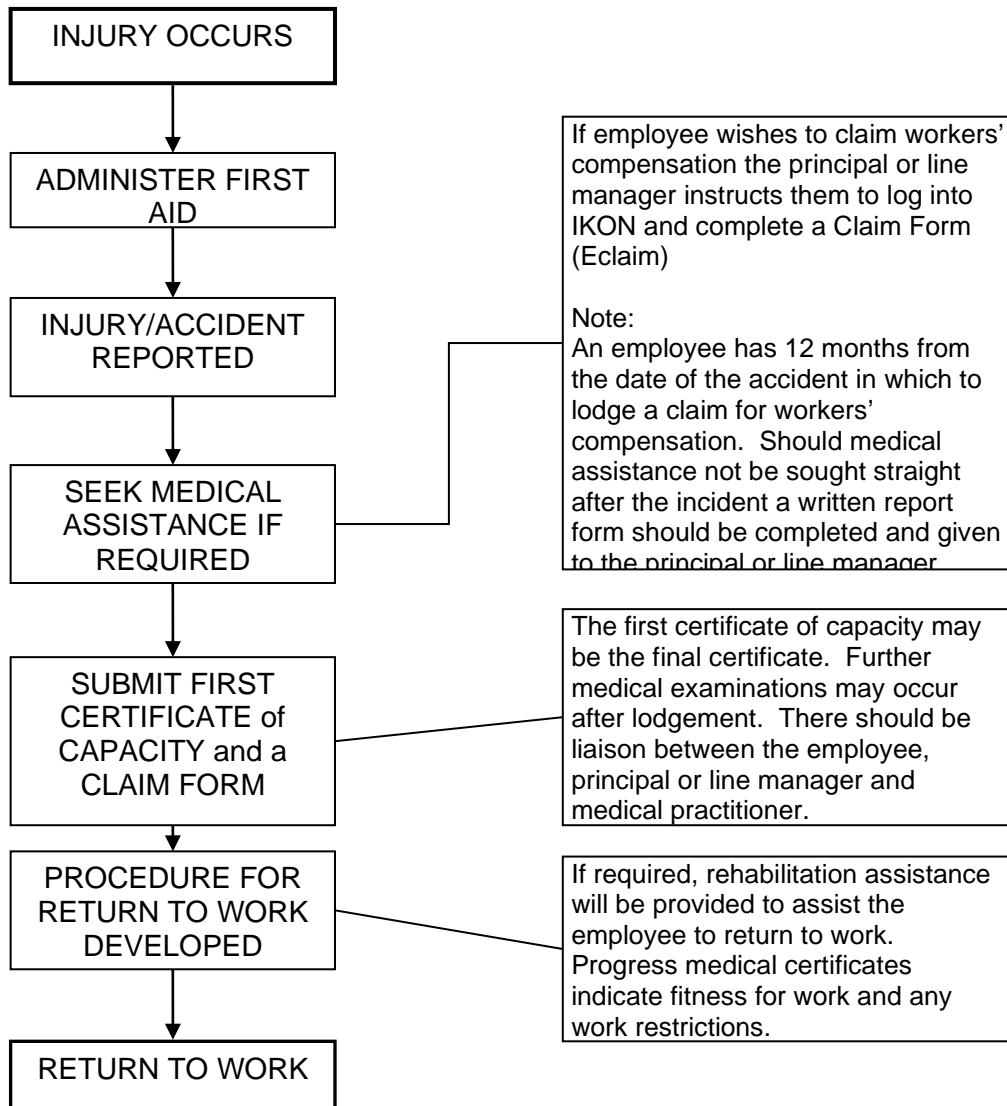 INJURY OCCURS
ADMINISTER FIRST
AID
INJURY/ACCIDENT
REPORTED
SEEK MEDICAL
ASSISTANCE IF
REQUIRED
If employee wishes to claim workers’
compensation the principal or line
manager instructs them to log into
IKON and complete a Claim Form
(Eclaim)
Note:
An employee has 12 months from
the date of the accident in which to
lodge a claim for workers’
compensation.  Should medical
assistance not be sought straight
after the incident a written report
form should be completed and given
to the principal or line manager
SUBMIT FIRST
CERTIFICATE of
CAPACITY and a
CLAIM FORM
The first certificate of capacity may
be the final certificate.  Further
medical examinations may occur
after lodgement.  There should be
liaison between the employee,
principal or line manager and
medical practitioner.
PROCEDURE FOR
RETURN TO WORK
DEVELOPED
If required, rehabilitation assistance
will be provided to assist the
employee to return to work.
Progress medical certificates
indicate fitness for work and any
work restrictions.
RETURN TO WORK